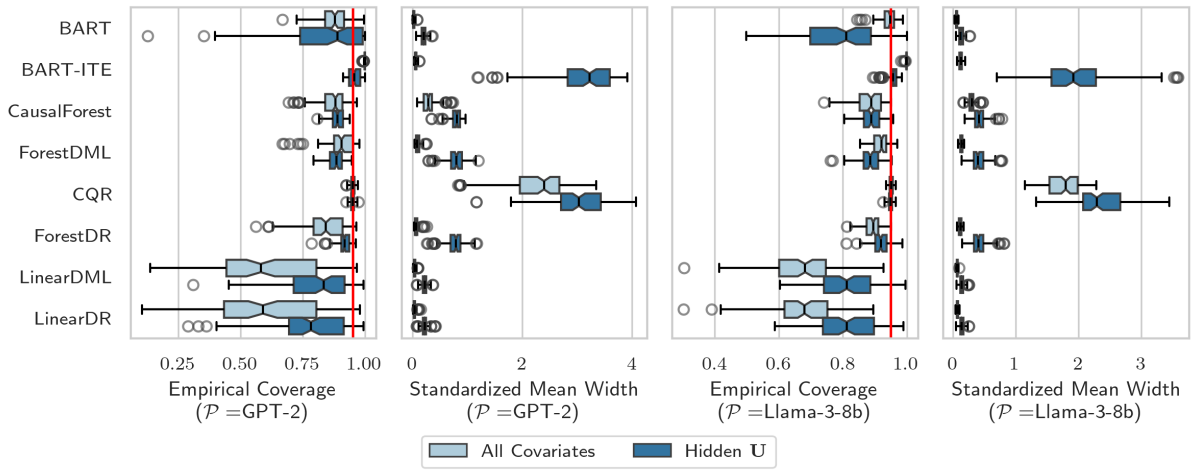 BART
BART-ITE
CausalForest
ForestDML
CQR
ForestDR
LinearDML
LinearDR
0.25 0.50 0.75 1.00
Empirical Coverage
(𝒫 =GPT-2)
0 2 4
Standardized Mean Width
(𝒫 =GPT-2)
0.4 0.6 0.8 1.0
Empirical Coverage
(𝒫 =Llama-3-8b)
0 1 2 3
Standardized Mean Width
(𝒫 =Llama-3-8b)
All Covariates Hidden U